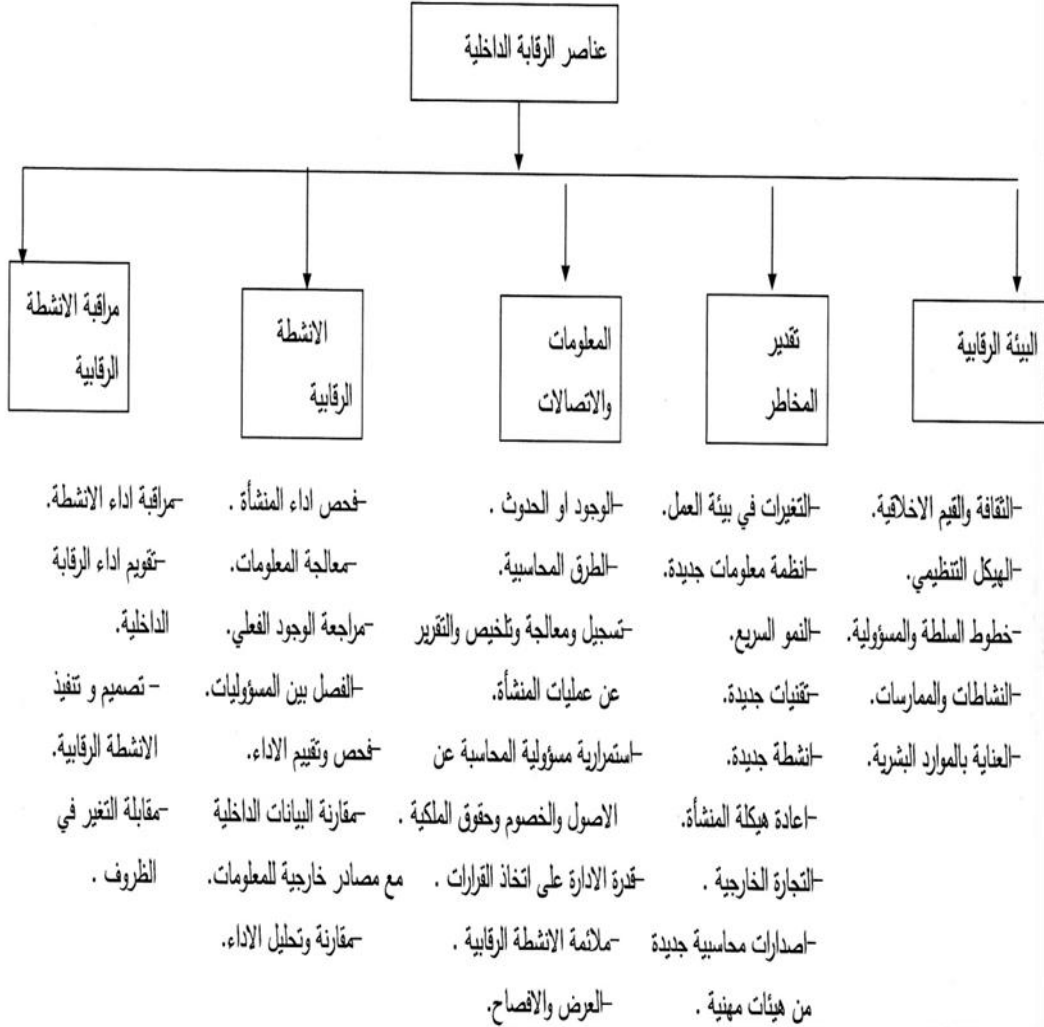 عناصر الرقابة الداخلية
البيئة الرقابية
-الثقافة والقيم الاخلاقية.
-الهيكل التنظيمي.
-خطوط السلطة والمسؤولية.
-النشاطات والممارسات.
-العناية بالموارد البشرية.
تقدير
المخاطر
-التغيرات في بيئة العمل.
-انظمة معلومات جديدة.
-النمو السريع.
-تقنيات جديدة.
-انشطة جديدة.
-اعادة هيكلة المنشأة.
-التجارة الخارجية .
-اصدارات محاسبية جديدة
من هيئات مهنية .
المعلومات
والاتصالات
-الوجود او الحدوث .
-الطرق المحاسبية.
-تسجيل ومعالجة وتلخيص والتقرير
عن عمليات المنشأة.
-استمرارية مسؤولية المحاسبة عن
الاصول والخصوم وحقوق الملكية .
-قدرة الادارة على اتخاذ القرارات .
-ملائمة الانشطة الرقابية .
-العرض والافصاح.
الانشطة
الرقابية
-فحص اداء المنشأة .
-معالجة المعلومات.
-مراجعة الوجود الفعلي.
-الفصل بين المسؤوليات.
-فحص وتقييم الاداء.
-مقارنة البيانات الداخلية
مع مصادر خارجية للمعلومات.
-مقارنة وتحليل الاداء.
مراقبة الانشطة
الرقابية
-مراقبة اداء الانشطة.
-تقويم اداء الرقابة
الداخلية.
- تصميم و تنفيذ
الانشطة الرقابية.
-مقابلة التغير في
الظروف .